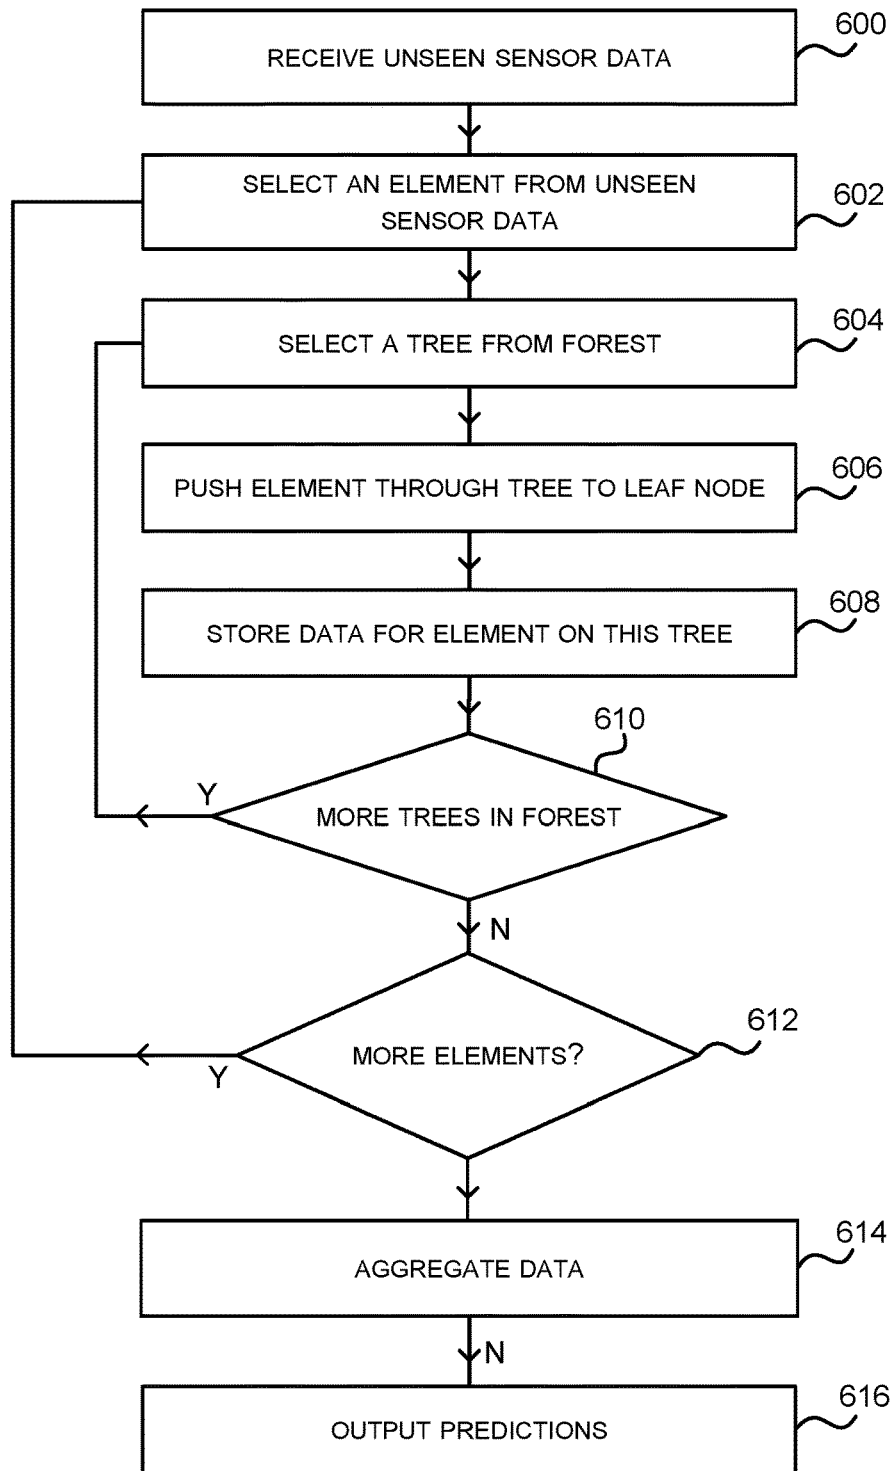 RECEIVE UNSEEN SENSOR DATA
600
SELECT AN ELEMENT FROM UNSEEN
SENSOR DATA
602
SELECT A TREE FROM FOREST
604
PUSH ELEMENT THROUGH TREE TO LEAF NODE
606
STORE DATA FOR ELEMENT ON THIS TREE
608
610
Y
MORE TREES IN FOREST
N
612
MORE ELEMENTS?
Y
614
AGGREGATE DATA
N
616
OUTPUT PREDICTIONS